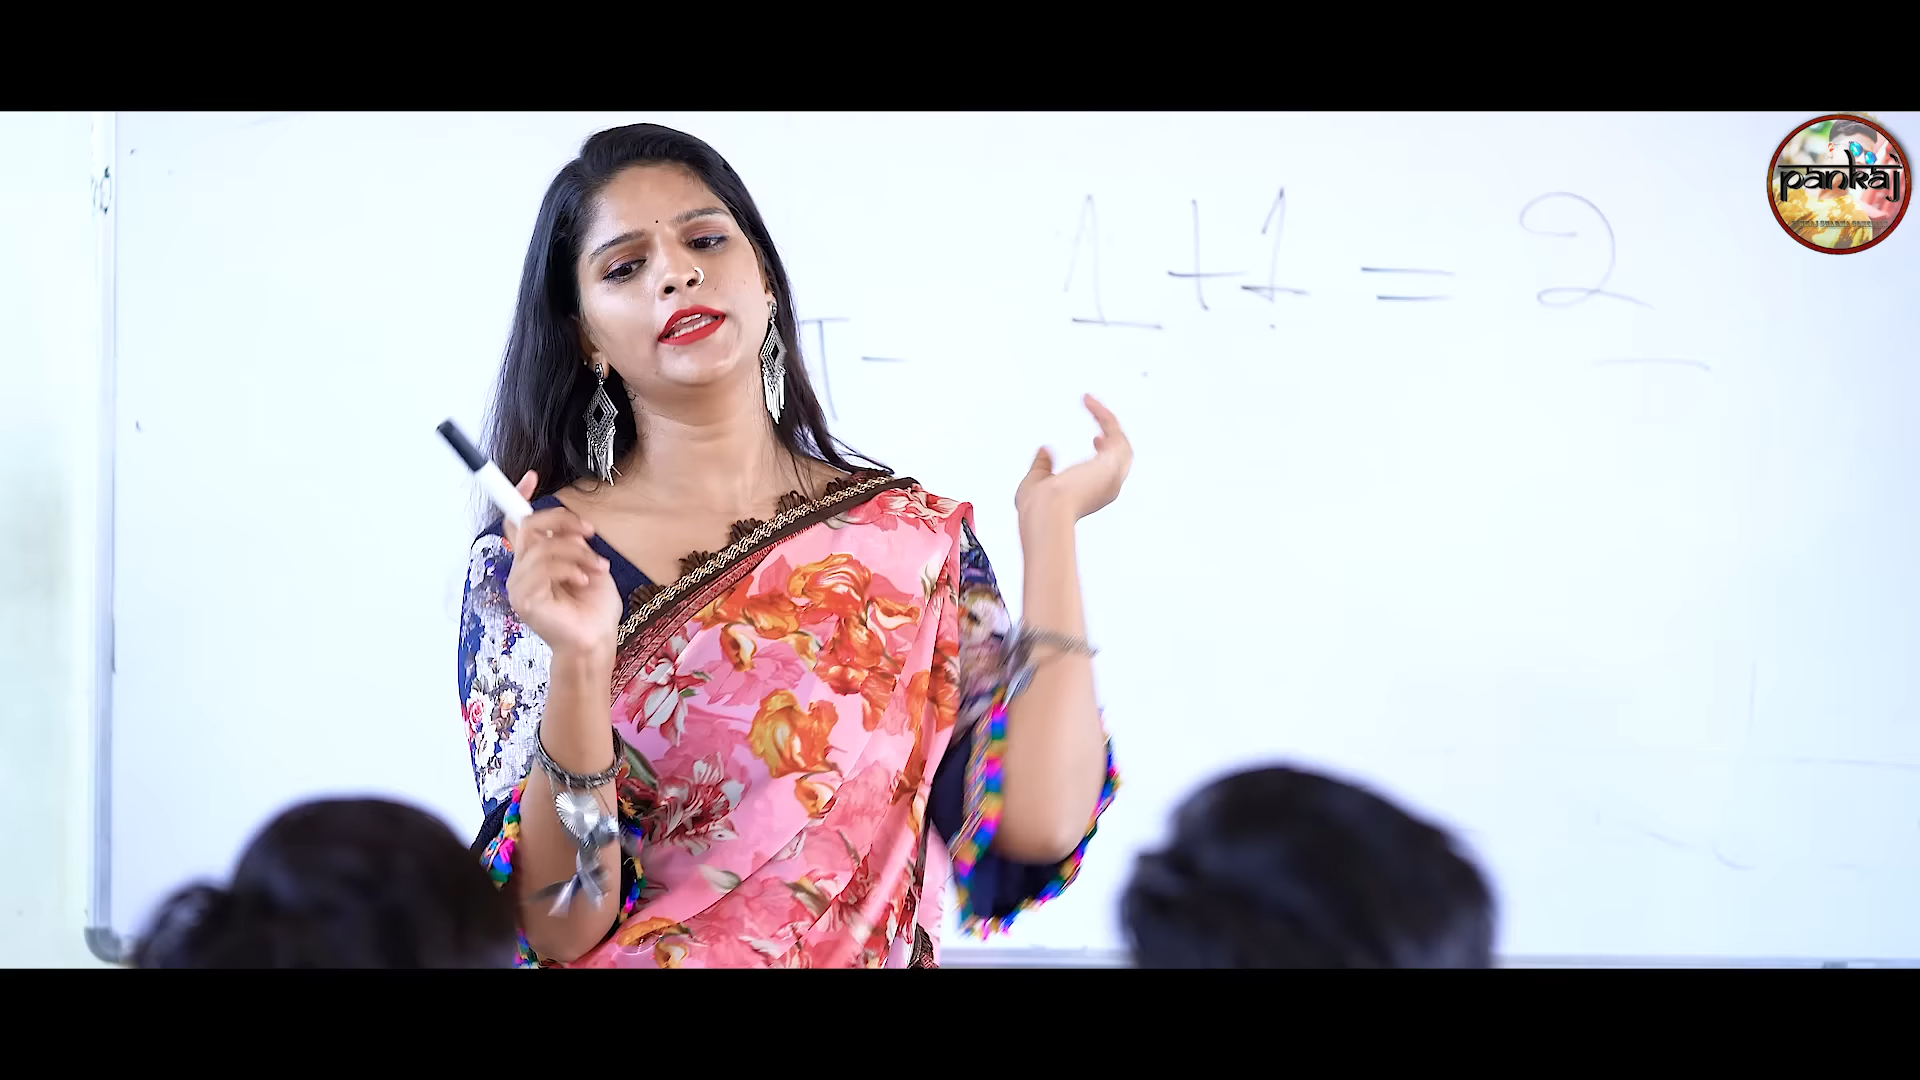 1 + 1 = 2
pankaj